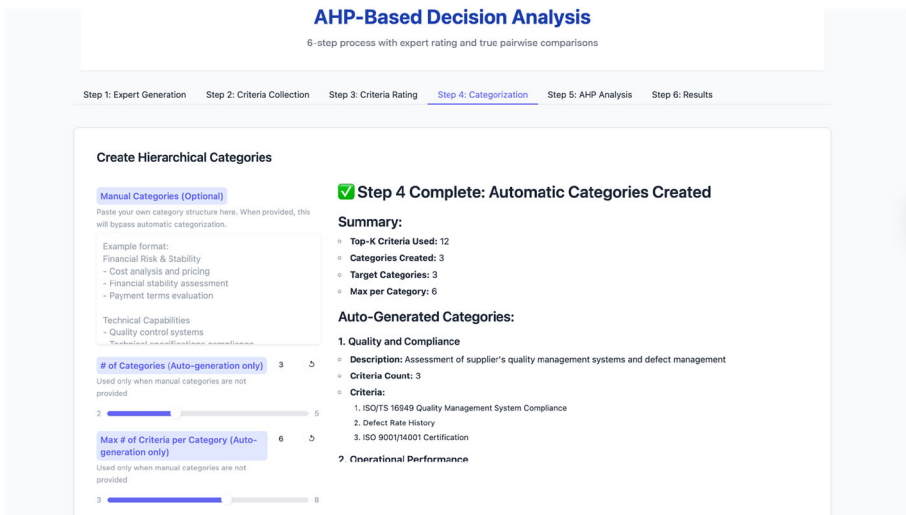 AHP-Based Decision Analysis
6-step process with expert rating and true pairwise comparisons
Step 1: Expert Generation
Step 2: Criteria Collection
Step 3: Criteria Rating
Step 4: Categorization
Step 5: AHP Analysis
Step 6: Results
Create Hierarchical Categories
Manual Categories (Optional)
Paste your own category structure here. When provided, this
will bypass automatic categorization.
Example format:
Financial Risk & Stability
- Cost analysis and pricing
- Financial stability assessment
- Payment terms evaluation
Technical Capabilities
- Quality control systems
- Technical specifications compliance
# of Categories (Auto-generation only) 3
Used only when manual categories are not
provided
2 5
Max # of Criteria per Category (Auto-
generation only) 6
Used only when manual categories are not
provided
3 8
✅ Step 4 Complete: Automatic Categories Created
Summary:
Top-K Criteria Used: 12
Categories Created: 3
Target Categories: 3
Max per Category: 6
Auto-Generated Categories:
1. Quality and Compliance
Description: Assessment of supplier's quality management systems and defect management
Criteria Count: 3
Criteria:
1. ISO/TS 16949 Quality Management System Compliance
2. Defect Rate History
3. ISO 9001/14001 Certification
2. Operational Performance